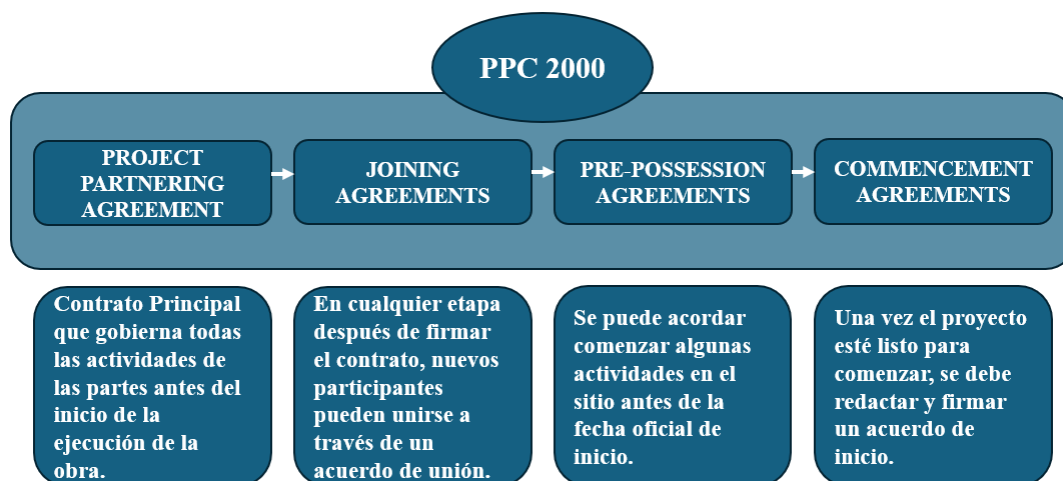 PPC 2000
PROJECT
PARTNERING
AGREEMENT
JOINING
AGREEMENTS
PRE-POSSESSION
AGREEMENTS
COMMENCEMENT
AGREEMENTS
Contrato Principal
que gobierna todas
las actividades de
las partes antes del
inicio de la
ejecución de la
obra.
En cualquier etapa
después de firmar
el contrato, nuevos
participantes
pueden unirse a
través de un
acuerdo de unión.
Se puede acordar
comenzar algunas
actividades en el
sitio antes de la
fecha oficial de
inicio.
Una vez el proyecto
esté listo para
comenzar, se debe
redactar y firmar
un acuerdo de
inicio.